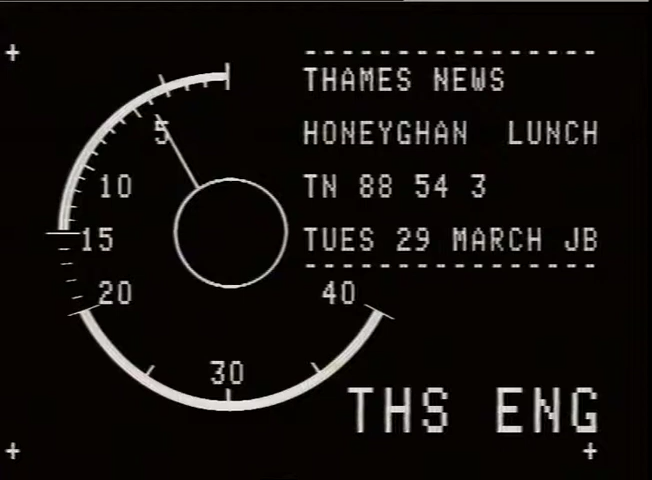 THAMES NEWS
HONEYGHAN LUNCH
TN 88 54 3
TUES 29 MARCH JB
5
10
15
20
30
40
THS ENG